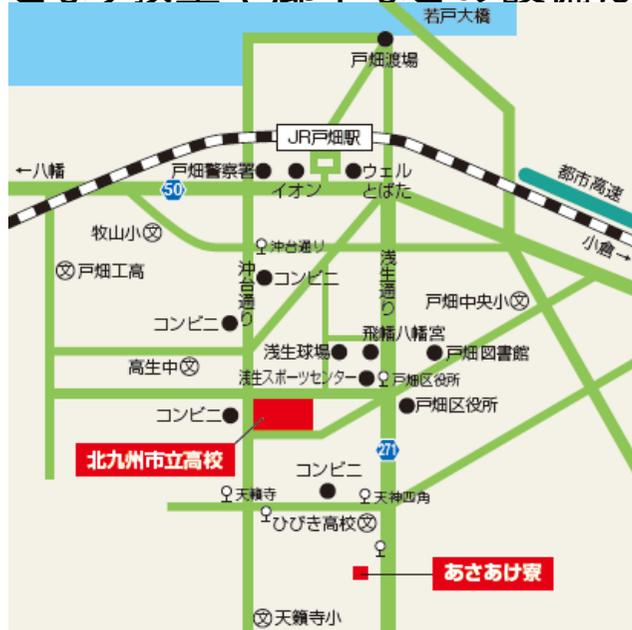 若戸大橋
戸畑渡場
JR戸畑駅
←八幡
戸畑警察署
イオン
ウェル
とばた
50
都市高速
小倉→
牧山小文
沖台通り
文戸畑工高
沖台通り
コンビニ
浅生通り
戸畑中央小文
コンビニ
飛幡八幡宮
浅生球場
戸畑図書館
高生中文
浅生スポーツセンター
戸畑区役所
コンビニ
戸畑区役所
北九州市立高校
271
コンビニ
天籟寺
天神四角
ひびき高校文
あさあけ寮
文天籟寺小